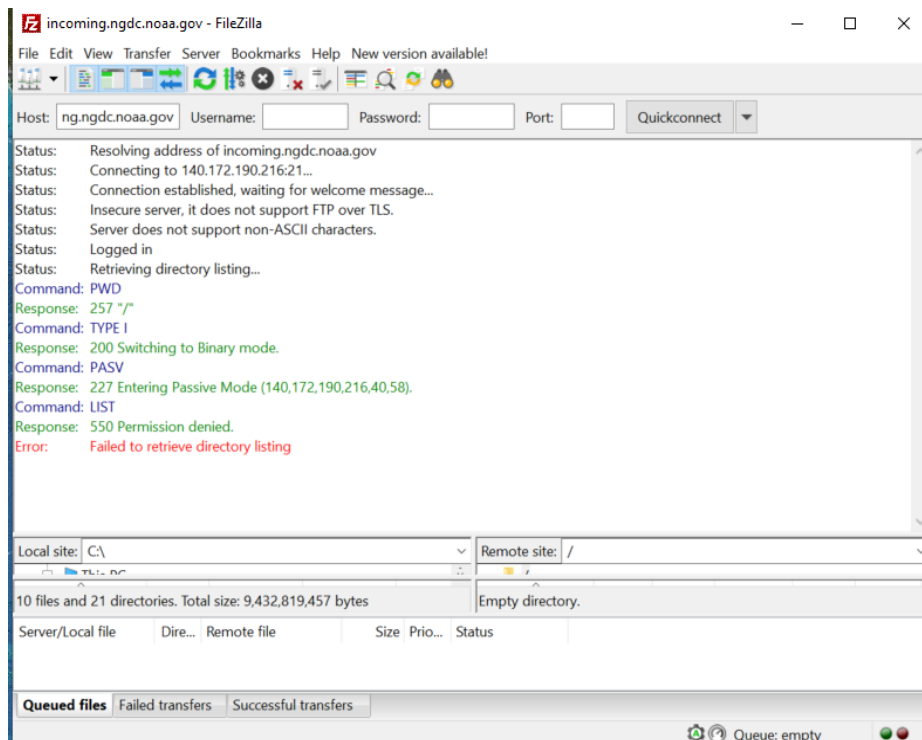 incoming.ngdc.noaa.gov - FileZilla
File Edit View Transfer Server Bookmarks Help New version available!
Host: ng.ngdc.noaa.gov Username: Password: Port: Quickconnect
Status: Resolving address of incoming.ngdc.noaa.gov
Status: Connecting to 140.172.190.216:21...
Status: Connection established, waiting for welcome message...
Status: Insecure server, it does not support FTP over TLS.
Status: Server does not support non-ASCII characters.
Status: Logged in
Status: Retrieving directory listing...
Command: PWD
Response: 257 "/"
Command: TYPE I
Response: 200 Switching to Binary mode.
Command: PASV
Response: 227 Entering Passive Mode (140,172,190,216,40,58).
Command: LIST
Response: 550 Permission denied.
Error: Failed to retrieve directory listing
Local site: C:\ Remote site: /
This PC /
10 files and 21 directories. Total size: 9,432,819,457 bytes Empty directory.
Server/Local file Dire... Remote file Size Prio... Status
Queued files Failed transfers Successful transfers
Queue: empty